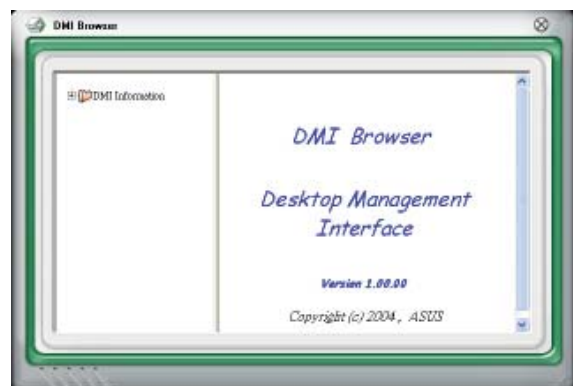 DMI Browser
DMI Information
DMI Browser
Desktop Management
Interface
Version 1.00.00
Copyright (c) 2004, ASUS